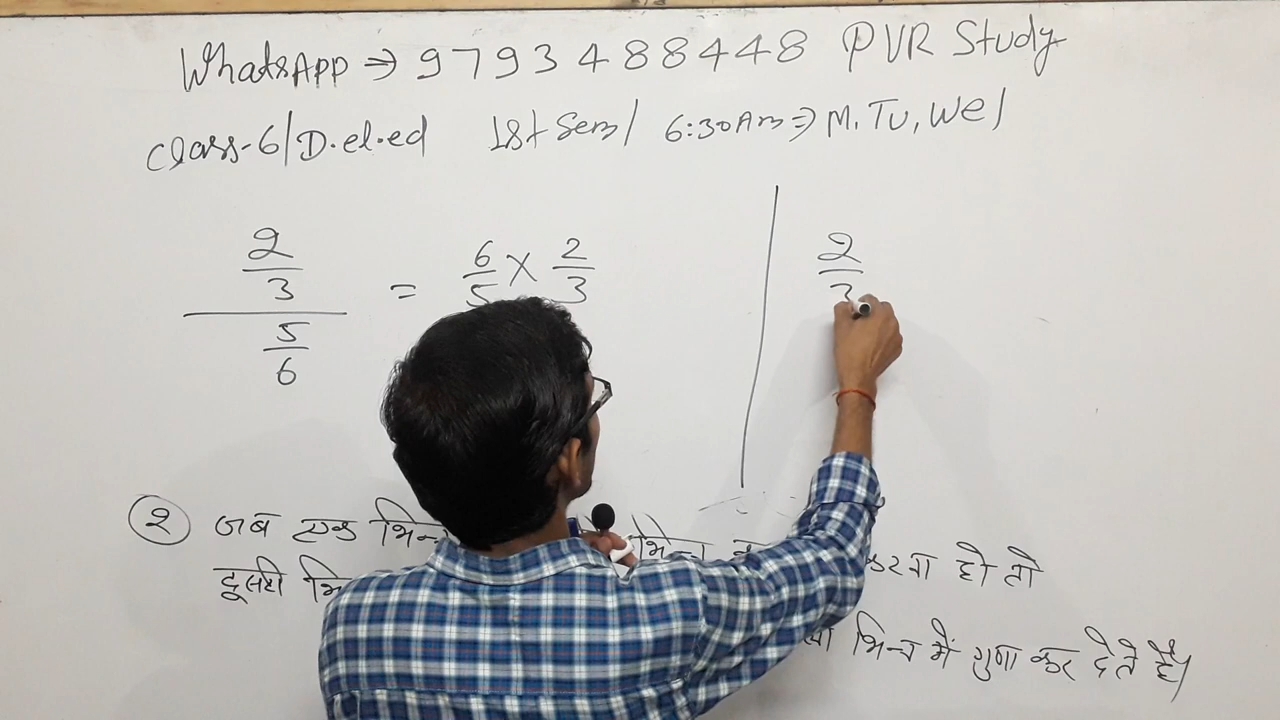 WhatsApp ⇒ 9793488448 PVR Study
Class-6/D.el.ed 1st Sem/ 6:30Am ⇒ M,Tu,We/
2/3
5/6
= 6/5 × 2/3
2/3
② जब एक भिन्न भिन्न करना हो तो
दूसरी
भिन्न में गुणा कर देते हैं।